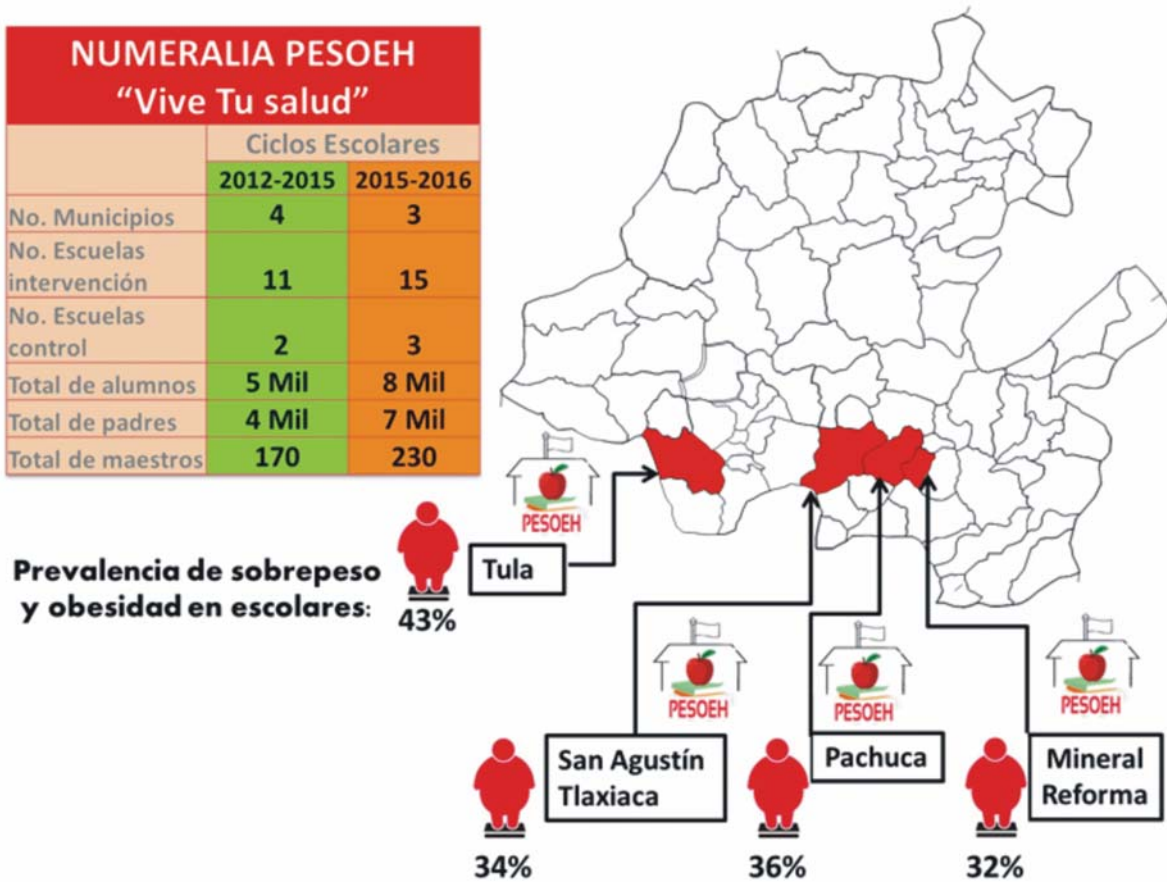 NUMERALIA PESOEH
“Vive Tu salud”
Ciclos Escolares
2012-2015 2015-2016
No. Municipios 4 3
No. Escuelas
intervención 11 15
No. Escuelas
control 2 3
Total de alumnos 5 Mil 8 Mil
Total de padres 4 Mil 7 Mil
Total de maestros 170 230
PESOEH
Prevalencia de sobrepeso
y obesidad en escolares:
43%
Tula
PESOEH
PESOEH
PESOEH
San Agustín
Tlaxiaca
34%
Pachuca
36%
Mineral
Reforma
32%